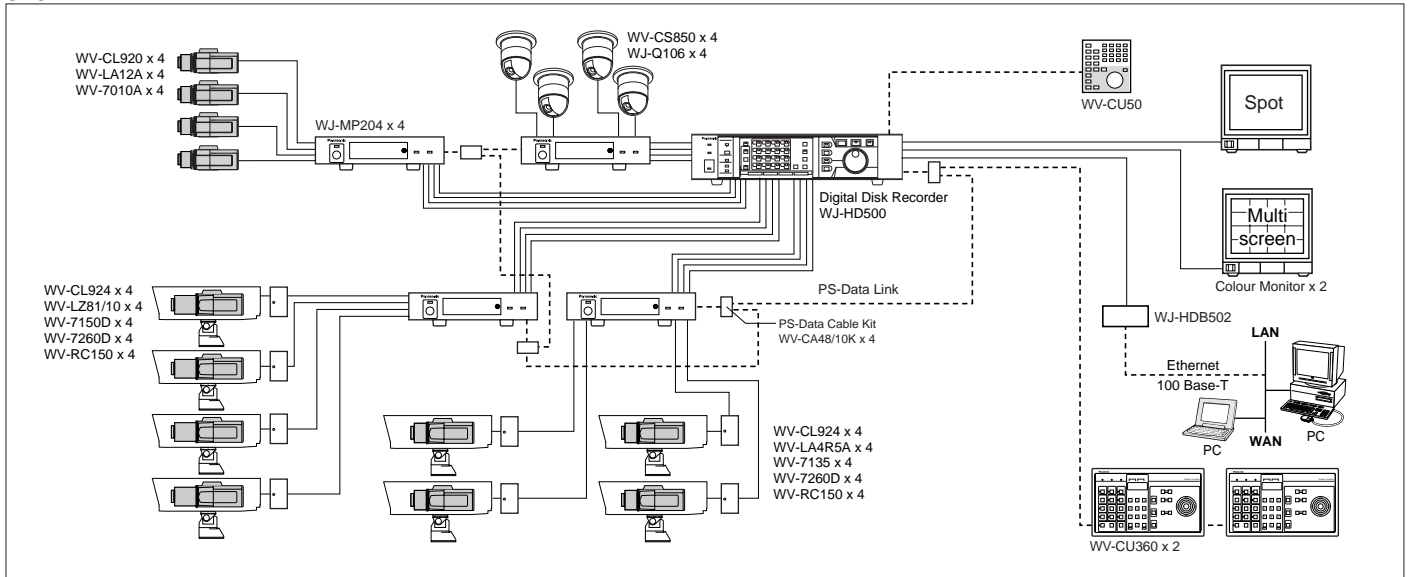 WV-CL920 x 4
WV-LA12A x 4
WV-7010A x 4
WJ-MP204 x 4
WV-CS850 x 4
WJ-Q106 x 4
Digital Disk Recorder
WJ-HD500
WV-CU50
Spot
Multi
screen
Colour Monitor x 2
WV-CL924 x 4
WV-LZ81/10 x 4
WV-7150D x 4
WV-7260D x 4
WV-RC150 x 4
PS-Data Link
PS-Data Cable Kit
WV-CA48/10K x 4
WJ-HDB502
LAN
Ethernet
100 Base-T
PC
WAN
PC
WV-CL924 x 4
WV-LA4R5A x 4
WV-7135 x 4
WV-7260D x 4
WV-RC150 x 4
WV-CU360 x 2